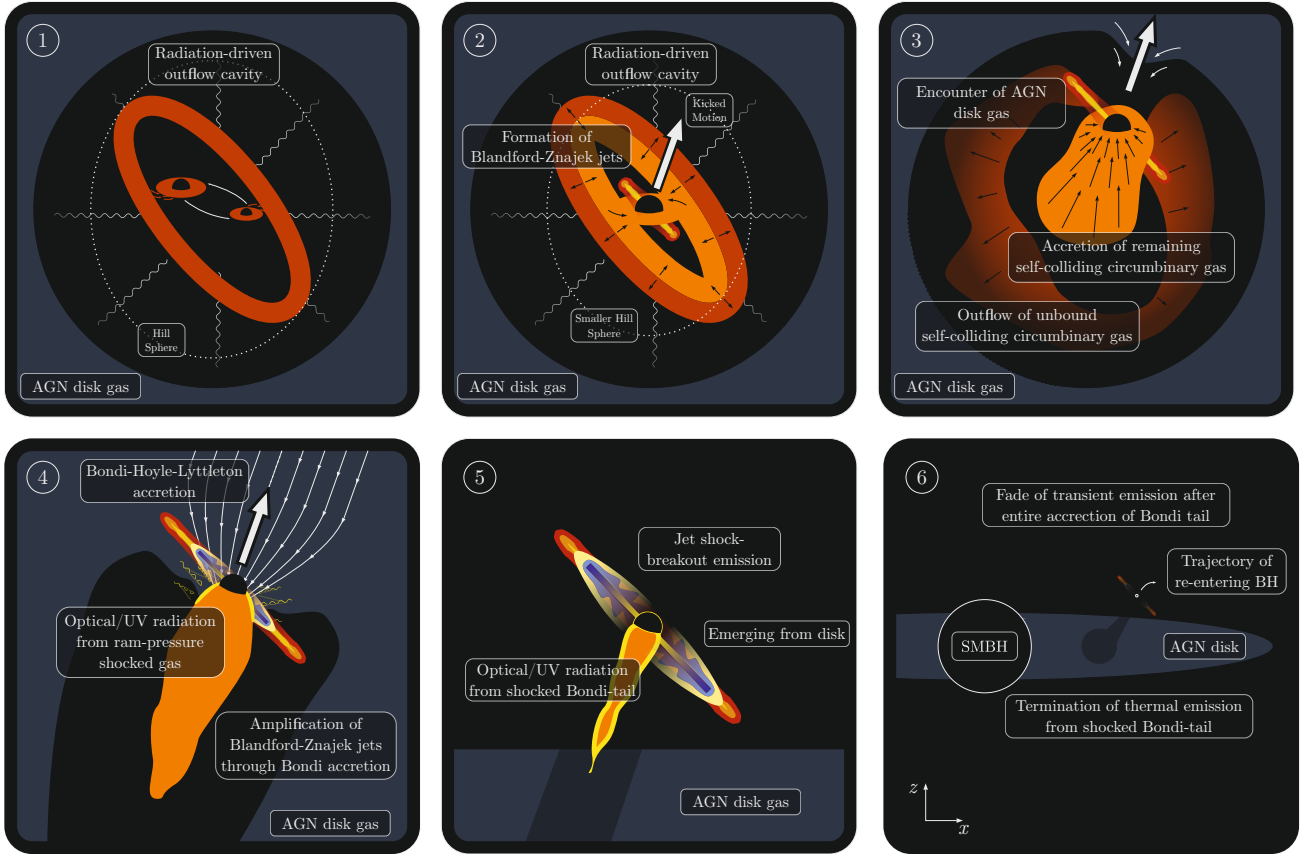 1
Radiation-driven
outflow cavity
Hill
Sphere
AGN disk gas
2
Radiation-driven
outflow cavity
Kicked
Motion
Formation of
Blandford-Znajek jets
Smaller Hill
Sphere
AGN disk gas
3
Encounter of AGN
disk gas
Accretion of remaining
self-colliding circumbinary gas
Outflow of unbound
self-colliding circumbinary gas
AGN disk gas
4
Bondi-Hoyle-Lyttleton
accretion
Optical/UV radiation
from ram-pressure
shocked gas
Amplification of
Blandford-Znajek jets
through Bondi accretion
AGN disk gas
5
Jet shock-
breakout emission
Emerging from disk
Optical/UV radiation
from shocked Bondi-tail
AGN disk gas
6
Fade of transient emission after
entire accrection of Bondi tail
Trajectory of
re-entering BH
SMBH
AGN disk
Termination of thermal emission
from shocked Bondi-tail
z
x